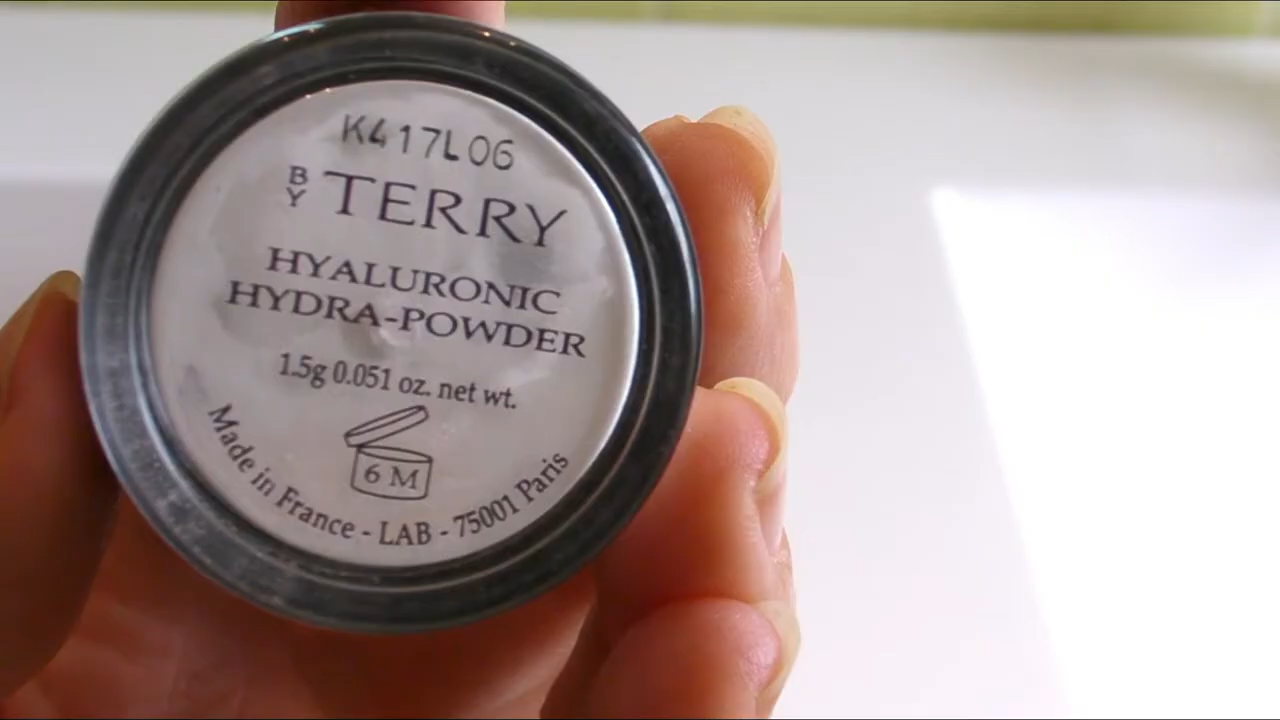 K417L06
BY TERRY
HYALURONIC
HYDRA-POWDER
1.5g 0.051 oz. net wt.
6 M
Made in France - LAB - 75001 Paris